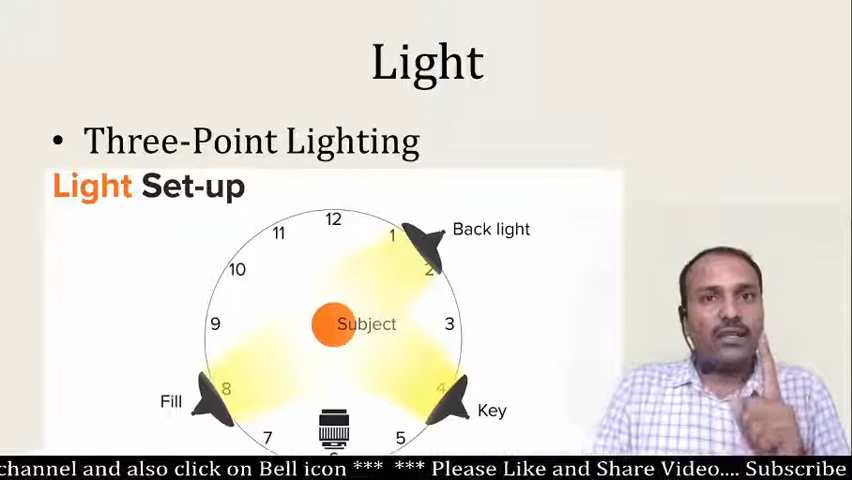 Light
• Three-Point Lighting
Light Set-up
12
11
1
Back light
10
2
9
Subject
3
8
4
Fill
Key
7
5
channel and also click on Bell icon *** *** Please Like and Share Video.... Subscribe